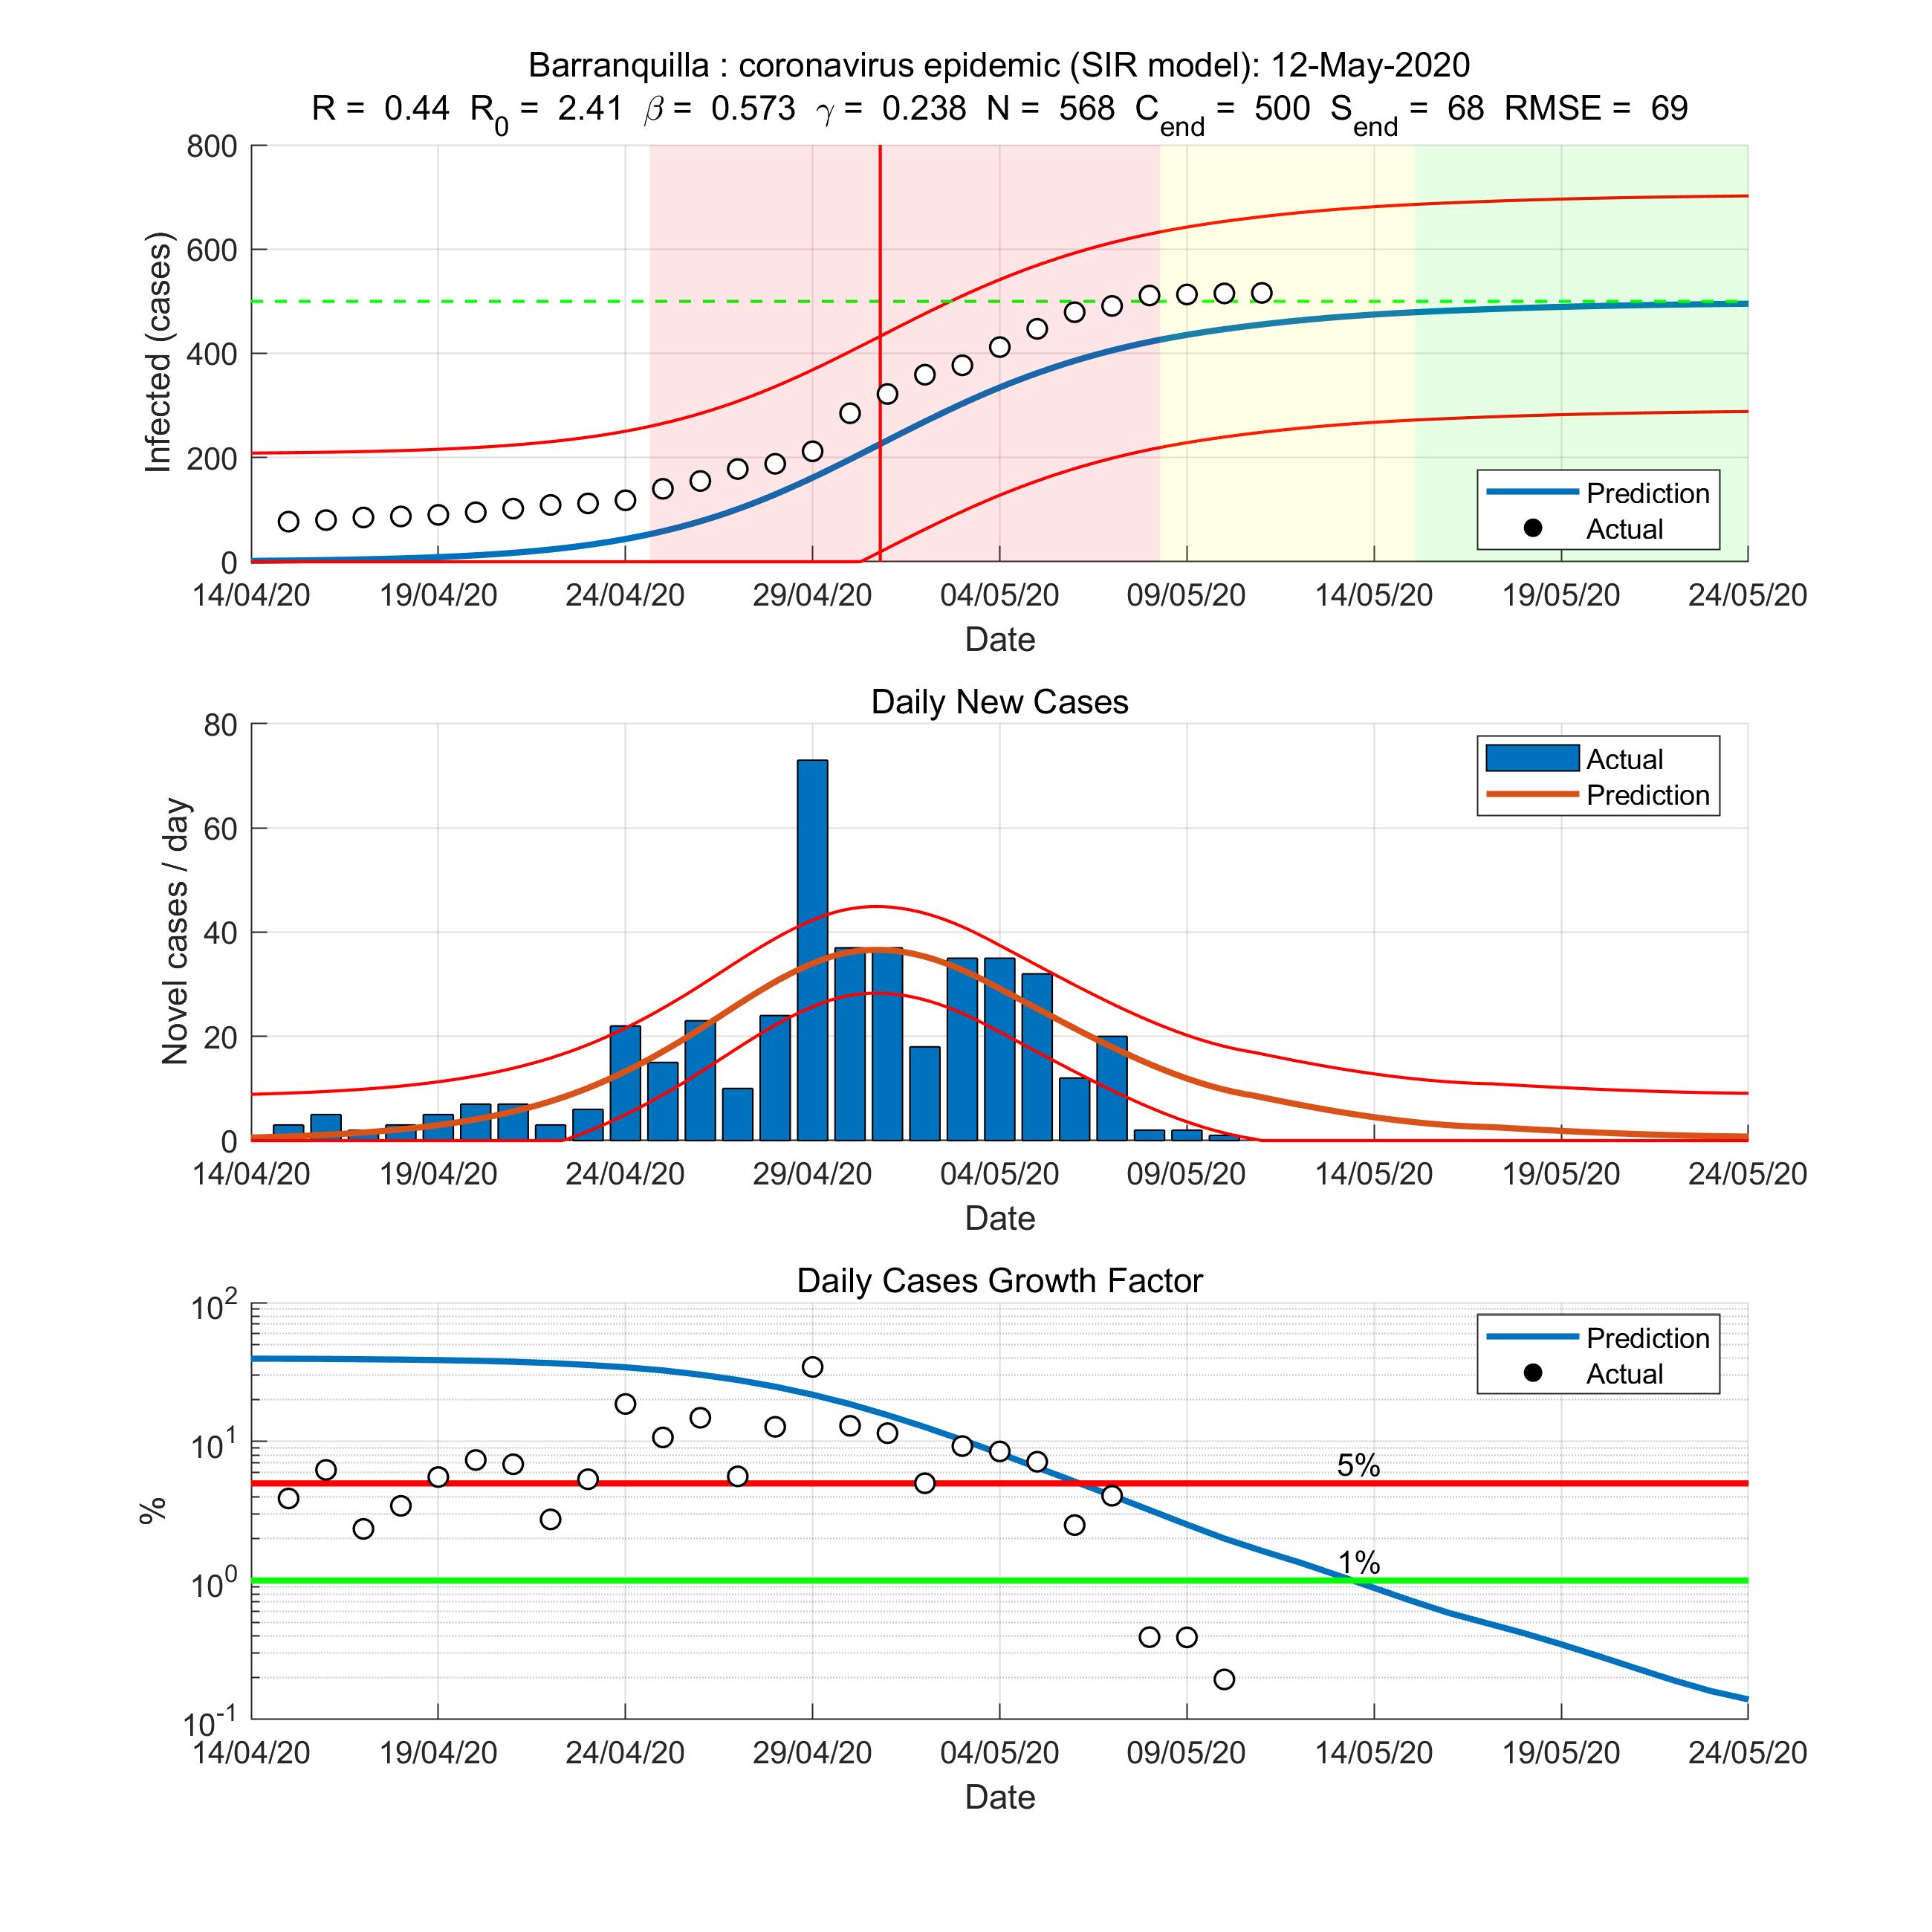 Barranquilla : coronavirus epidemic (SIR model): 12-May-2020
R = 0.44 R0 = 2.41 β = 0.573 γ = 0.238 N = 568 Cend = 500 Send = 68 RMSE = 69
800
600
400
200
0
Infected (cases)
Prediction
Actual
14/04/20 19/04/20 24/04/20 29/04/20 04/05/20 09/05/20 14/05/20 19/05/20 24/05/20
Date
Daily New Cases
80
60
40
20
0
Novel cases / day
Actual
Prediction
14/04/20 19/04/20 24/04/20 29/04/20 04/05/20 09/05/20 14/05/20 19/05/20 24/05/20
Date
Daily Cases Growth Factor
10^2
10^1
10^0
10^-1
%
Prediction
Actual
5%
1%
14/04/20 19/04/20 24/04/20 29/04/20 04/05/20 09/05/20 14/05/20 19/05/20 24/05/20
Date